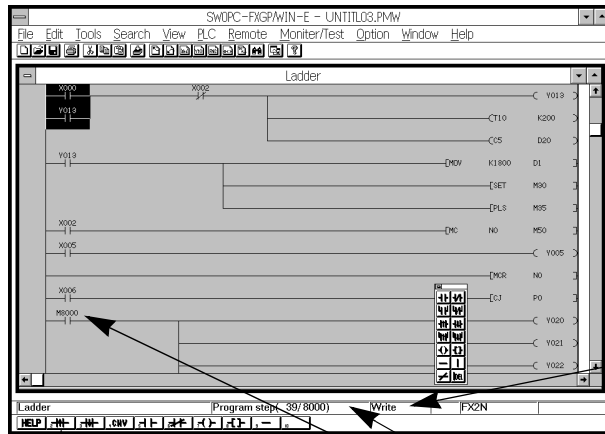 SW0PC-FXGP/WIN-E - UNTITL03.PMW
File Edit Tools Search View PLC Remote Moniter/Test Option Window Help
Ladder
X000 X002
Y013
Y013
T10 K200
C5 D20
Y013
MOV K1800 D1
SET M30
PLS M35
X002
MC N0 M50
X005
Y005
MCR N0
X006
CJ P0
M8000
Y020
Y021
Y022
DEL
Ladder Program step( 39/8000) Write FX2N
HELP CNV